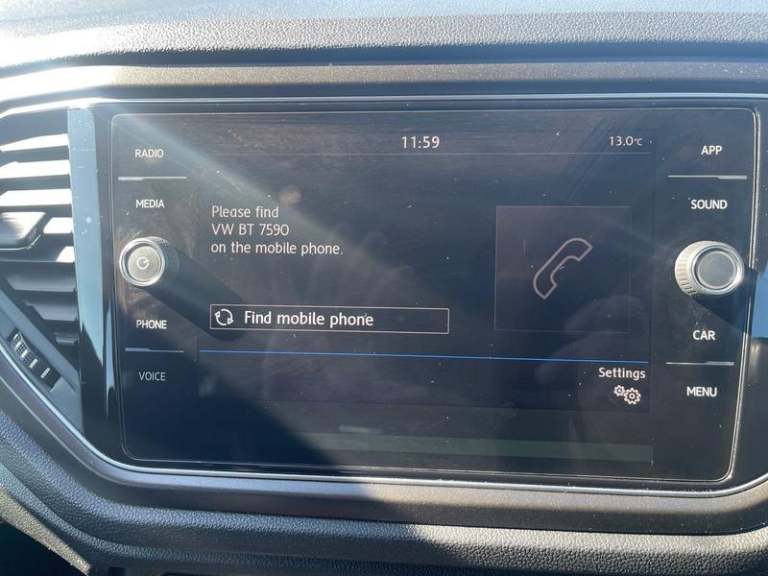 RADIO
MEDIA
PHONE
VOICE
11:59
13.0°C
Please find
VW BT 7590
on the mobile phone.
Find mobile phone
Settings
APP
SOUND
CAR
MENU